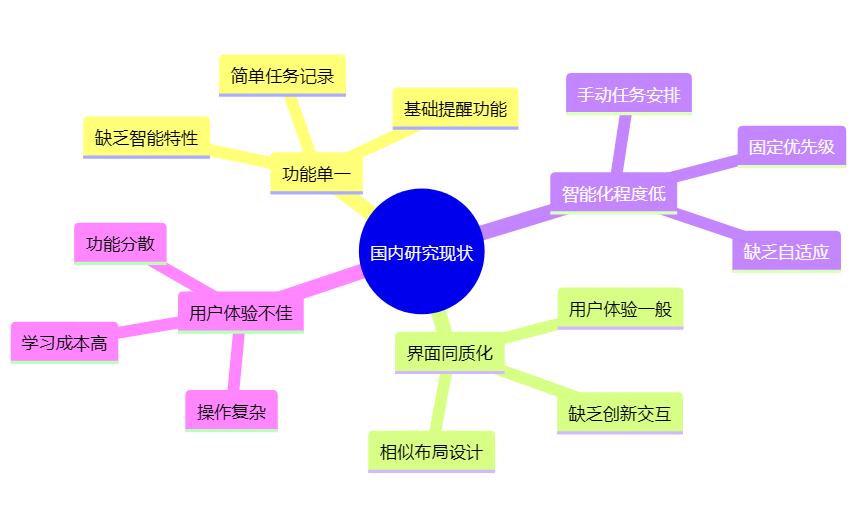 简单任务记录
基础提醒功能
缺乏智能特性
功能单一
手动任务安排
固定优先级
智能化程度低
缺乏自适应
国内研究现状
功能分散
用户体验不佳
学习成本高
操作复杂
用户体验一般
界面同质化
缺乏创新交互
相似布局设计